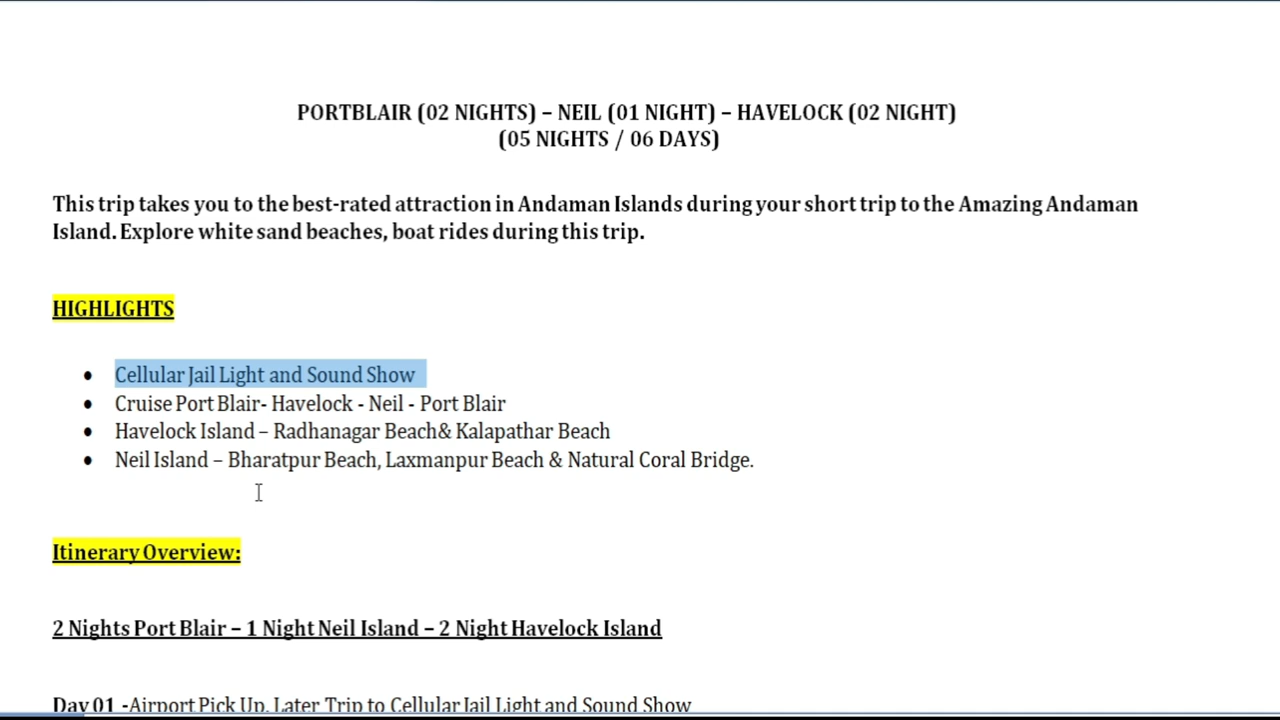 PORTBLAIR (02 NIGHTS) – NEIL (01 NIGHT) – HAVELOCK (02 NIGHT)
(05 NIGHTS / 06 DAYS)
This trip takes you to the best-rated attraction in Andaman Islands during your short trip to the Amazing Andaman
Island. Explore white sand beaches, boat rides during this trip.
HIGHLIGHTS
• Cellular Jail Light and Sound Show
• Cruise Port Blair- Havelock - Neil - Port Blair
• Havelock Island – Radhanagar Beach& Kalapathar Beach
• Neil Island – Bharatpur Beach, Laxmanpur Beach & Natural Coral Bridge.
Itinerary Overview:
2 Nights Port Blair – 1 Night Neil Island – 2 Night Havelock Island
Day 01 -Airport Pick Up, Later Trip to Cellular Jail Light and Sound Show